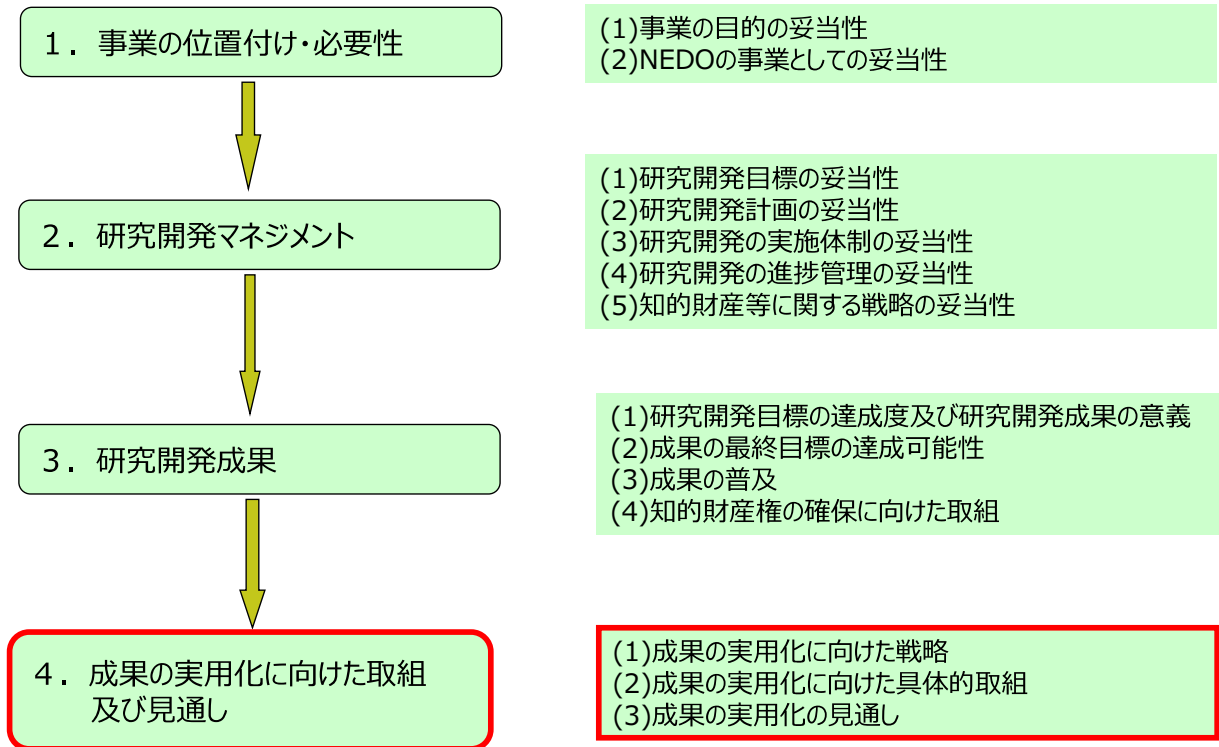 1．事業の位置付け・必要性
(1)事業の目的の妥当性
(2)NEDOの事業としての妥当性
2．研究開発マネジメント
(1)研究開発目標の妥当性
(2)研究開発計画の妥当性
(3)研究開発の実施体制の妥当性
(4)研究開発の進捗管理の妥当性
(5)知的財産等に関する戦略の妥当性
3．研究開発成果
(1)研究開発目標の達成度及び研究開発成果の意義
(2)成果の最終目標の達成可能性
(3)成果の普及
(4)知的財産権の確保に向けた取組
4．成果の実用化に向けた取組
及び見通し
(1)成果の実用化に向けた戦略
(2)成果の実用化に向けた具体的取組
(3)成果の実用化の見通し